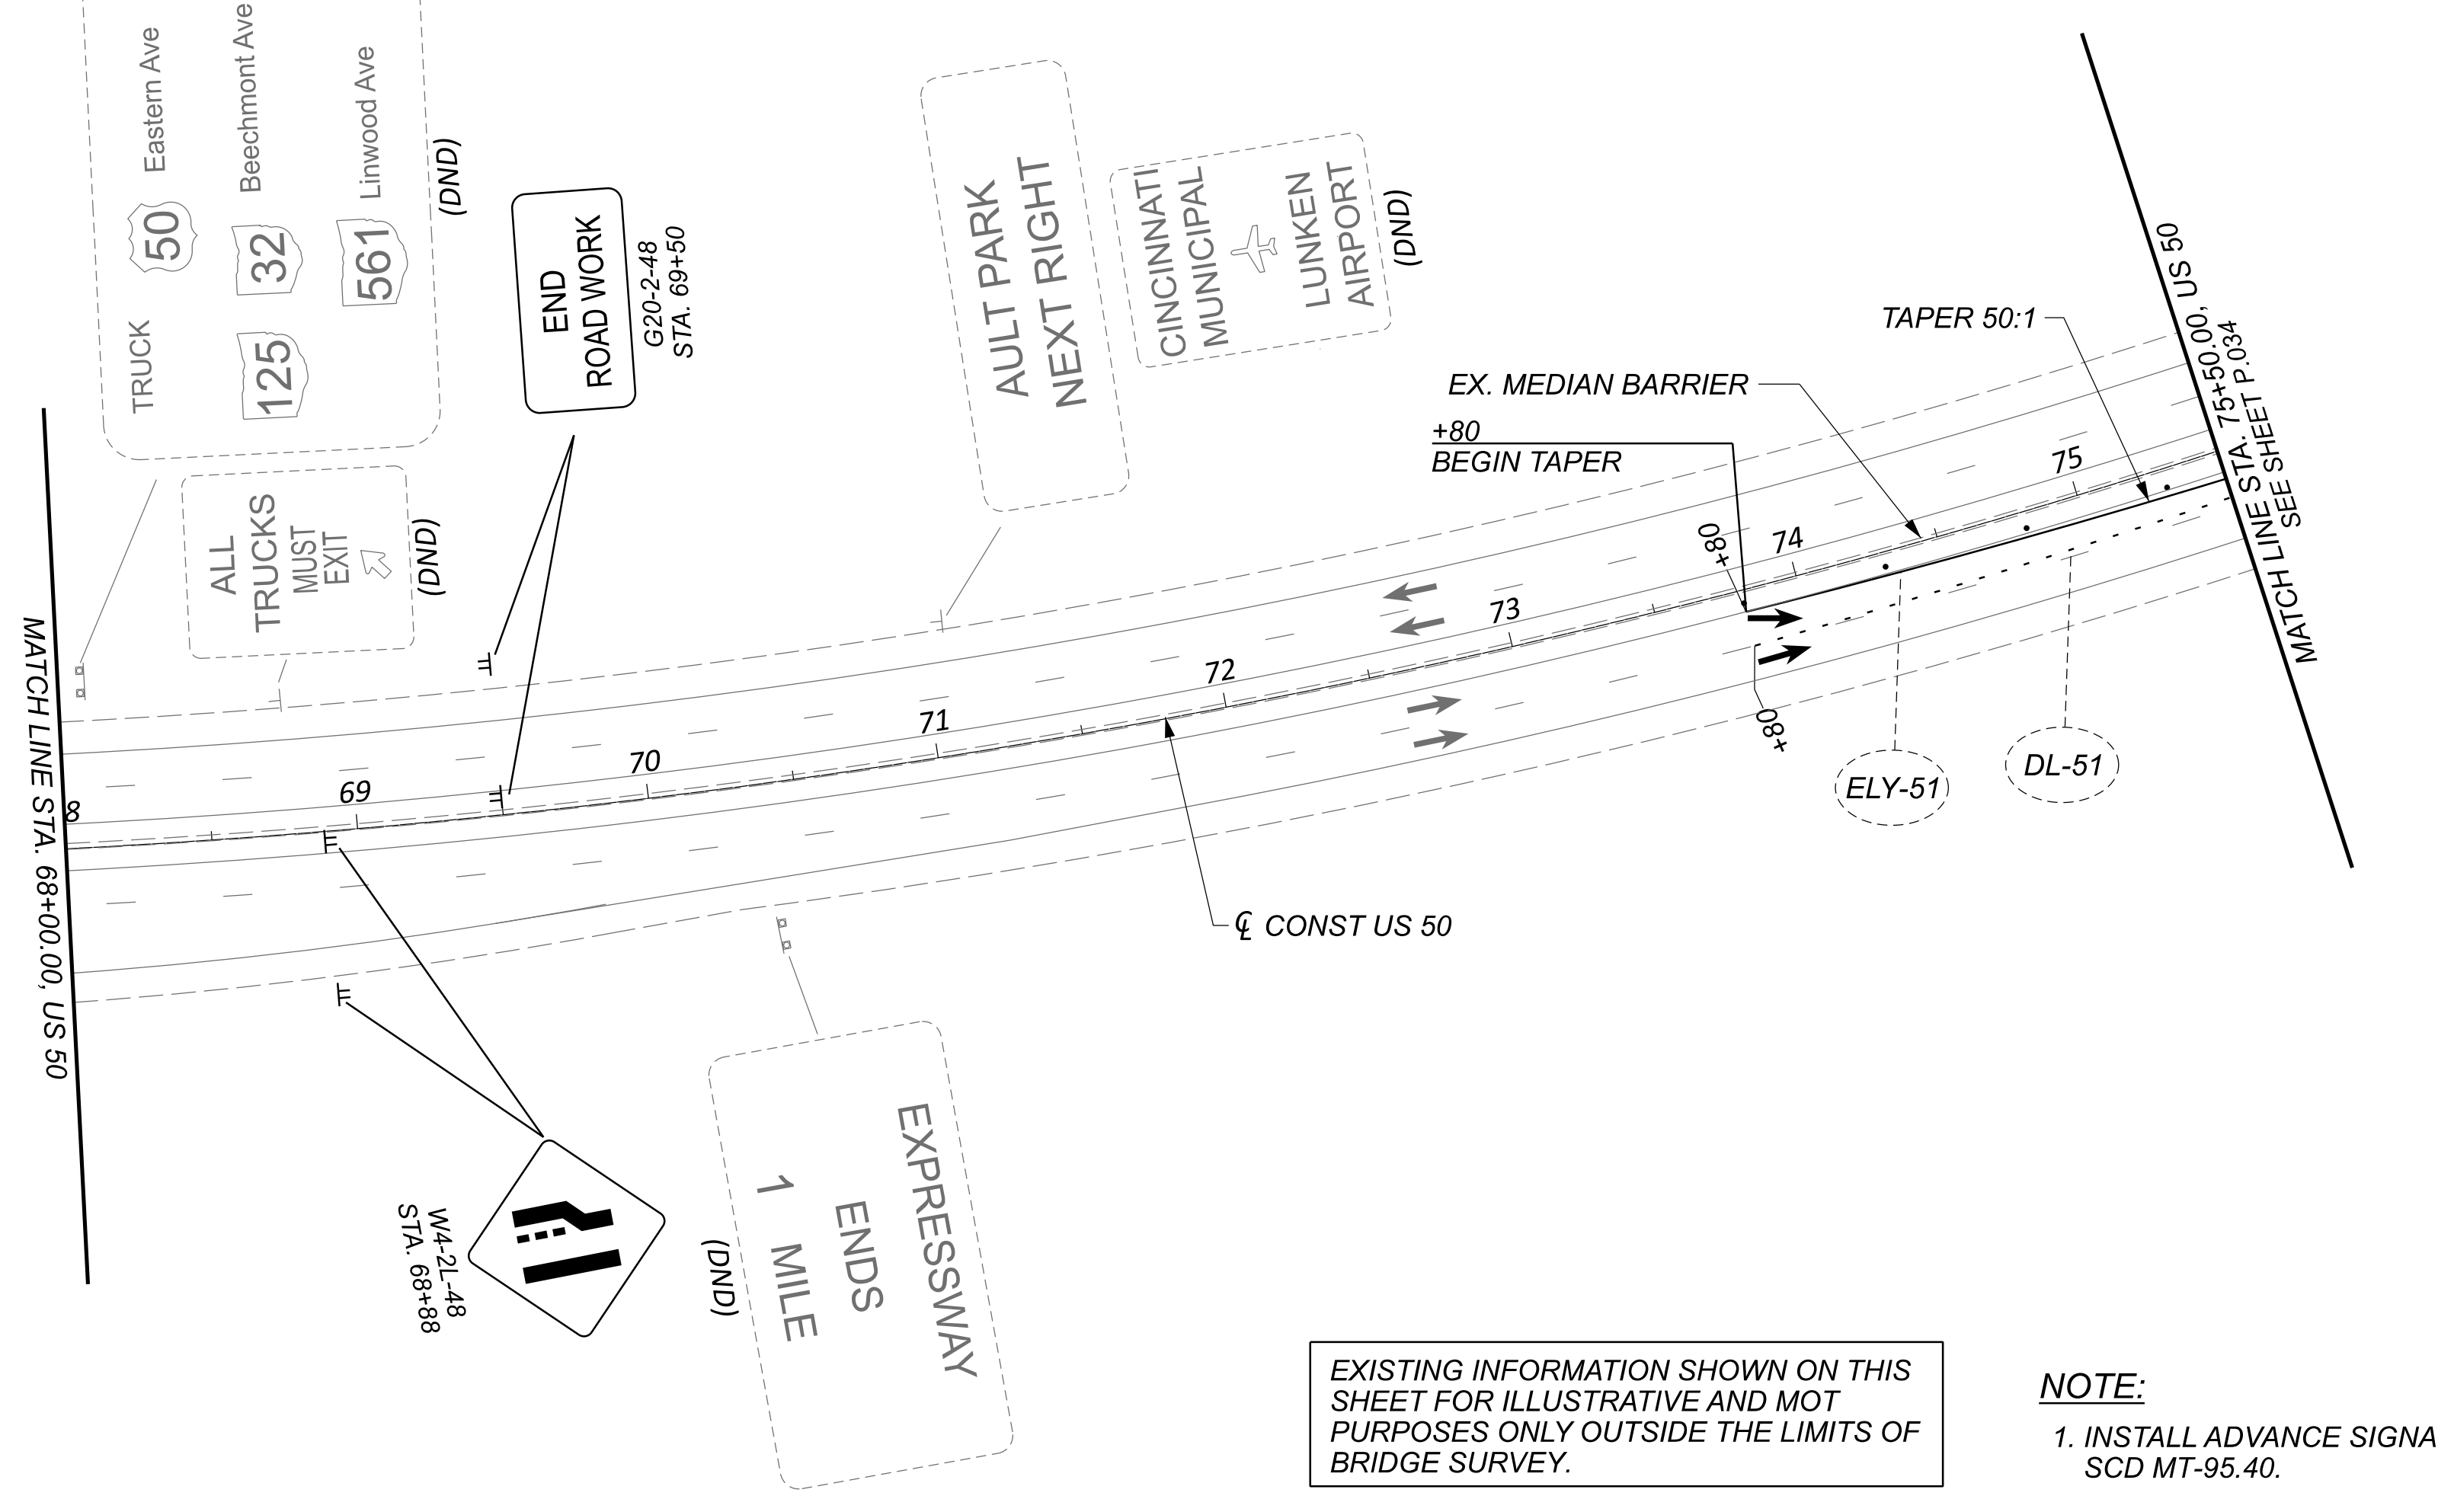 Eastern Ave
Beechmont Ave
Linwood Ave
50
32
561
TRUCK
125
(DND)
ALL
TRUCKS
MUST
EXIT
(DND)
END
ROAD WORK
G20-2-48
STA. 69+50
AULT PARK
NEXT RIGHT
CINCINNATI
MUNICIPAL
LUNKEN
AIRPORT
(DND)
TAPER 50:1
EX. MEDIAN BARRIER
+80
BEGIN TAPER
+80
+80
MATCH LINE STA. 75+50.00, US 50
SEE SHEET P.034
MATCH LINE STA. 68+00.00, US 50
8
69
70
71
72
73
74
75
ELY-51
DL-51
℄ CONST US 50
W4-2L-48
STA. 68+88
EXPRESSWAY
ENDS
1 MILE
(DND)
EXISTING INFORMATION SHOWN ON THIS
SHEET FOR ILLUSTRATIVE AND MOT
PURPOSES ONLY OUTSIDE THE LIMITS OF
BRIDGE SURVEY.
NOTE:
1. INSTALL ADVANCE SIGNA
SCD MT-95.40.